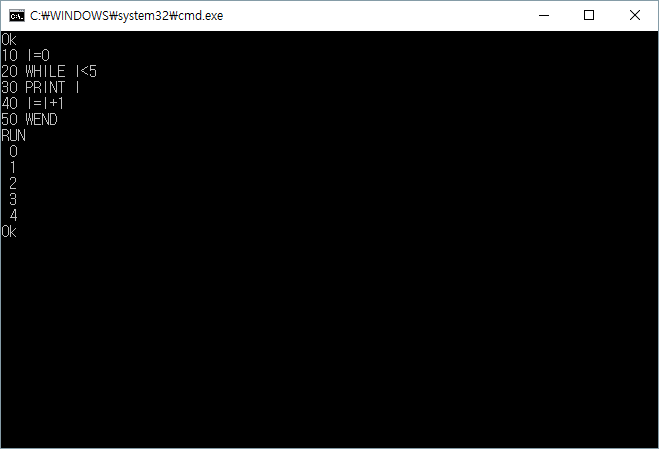 C:₩WINDOWS₩system32₩cmd.exe
Ok
10 I=0
20 WHILE I<5
30 PRINT I
40 I=I+1
50 WEND
RUN
0
1
2
3
4
Ok